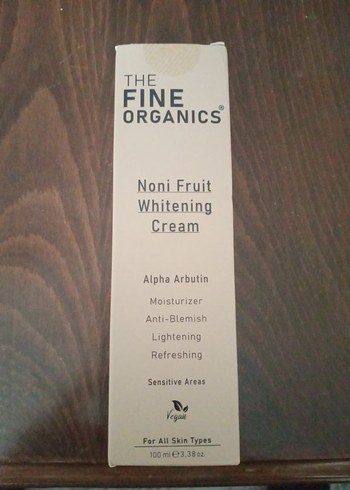 THE
FINE
ORGANICS®
Noni Fruit
Whitening
Cream
Alpha Arbutin
Moisturizer
Anti-Blemish
Lightening
Refreshing
Sensitive Areas
Vegan
For All Skin Types
100 ml ℮ 3.38 oz.